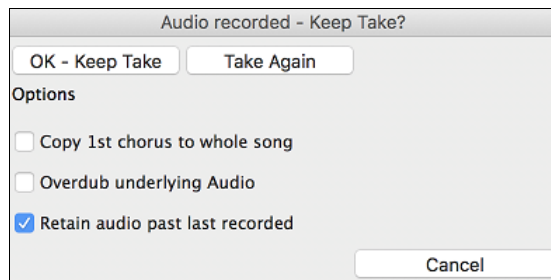 Audio recorded - Keep Take?
OK - Keep Take
Take Again
Options
Copy 1st chorus to whole song
Overdub underlying Audio
Retain audio past last recorded
Cancel